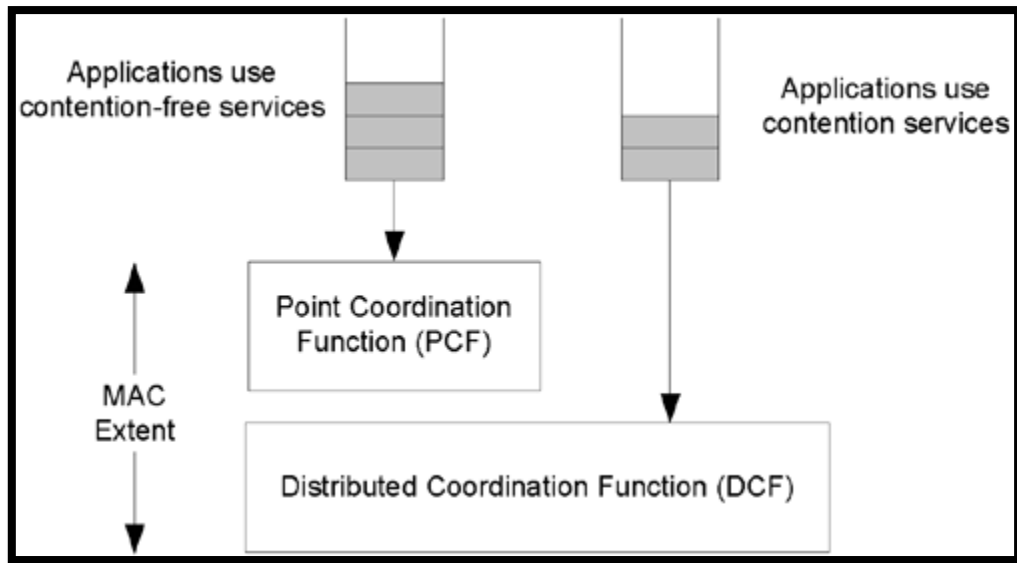 Applications use
contention-free services
Applications use
contention services
Point Coordination
Function (PCF)
MAC
Extent
Distributed Coordination Function (DCF)